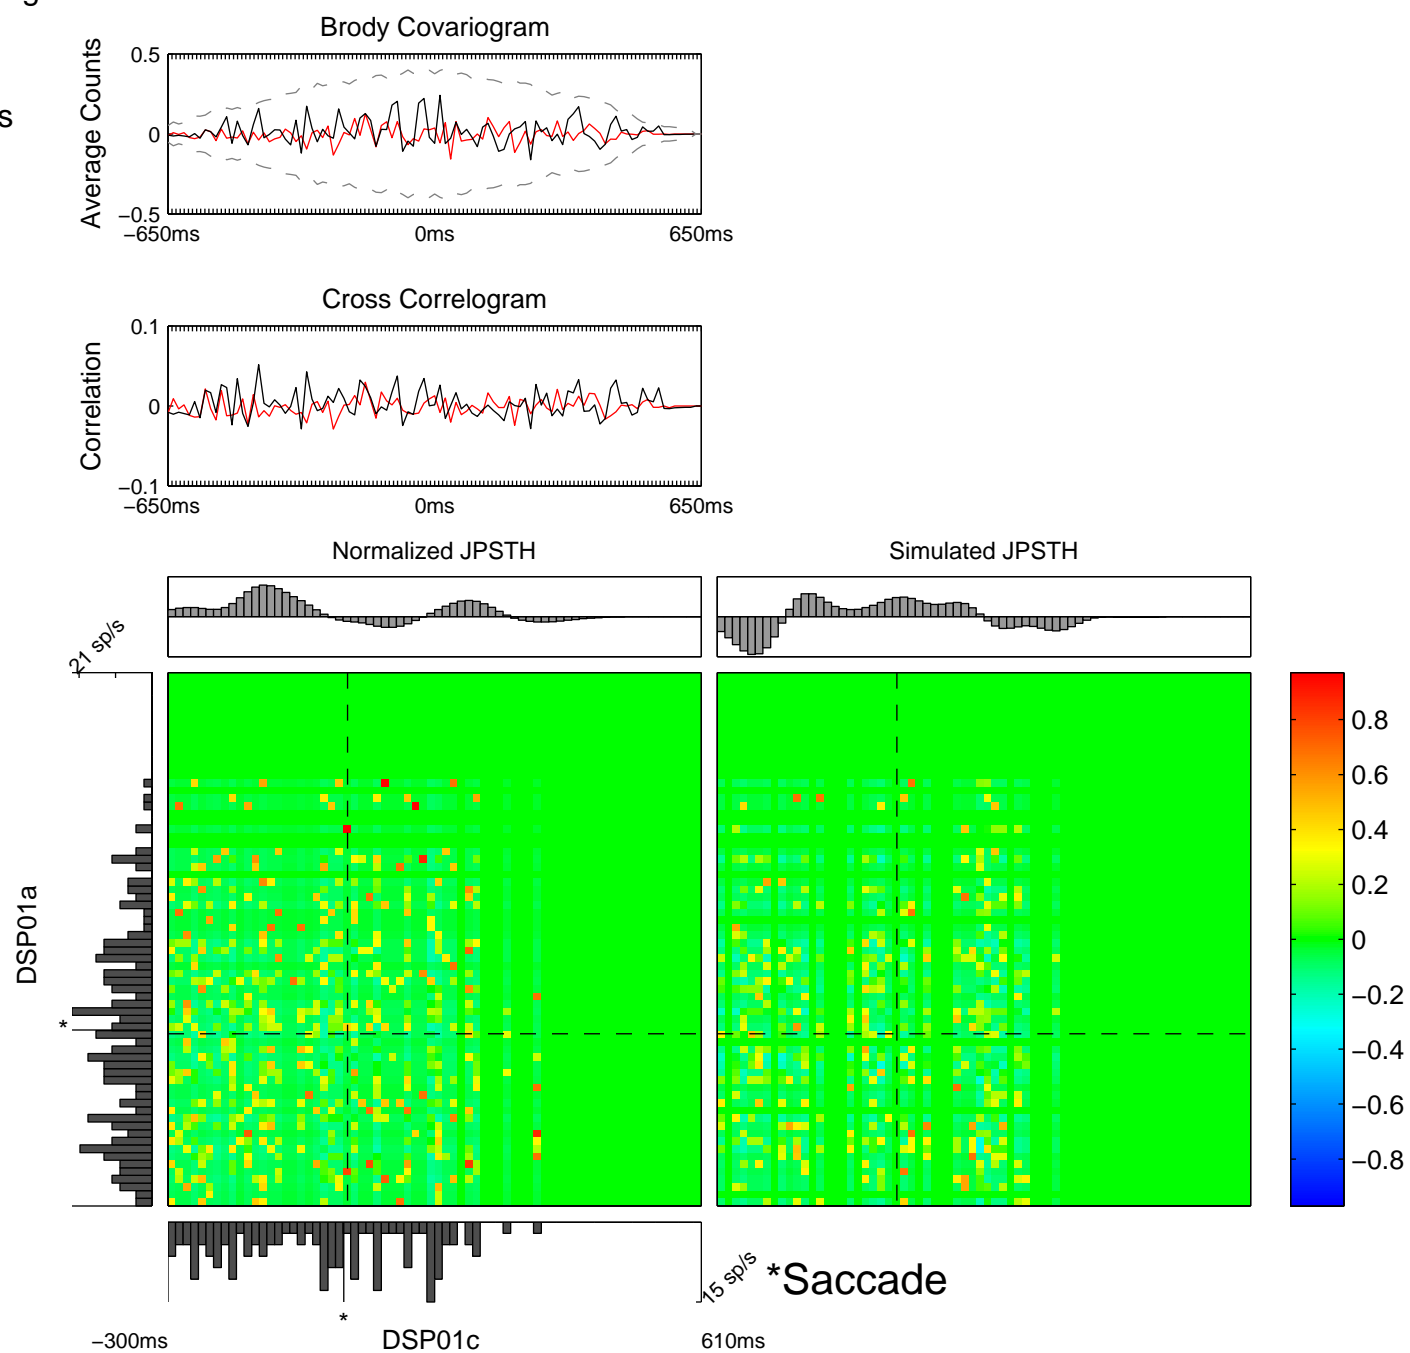 g
Brody Covariogram
s
Average Counts
0.5
0
−0.5
−650ms 0ms 650ms
Cross Correlogram
Correlation
0.1
0
−0.1
−650ms 0ms 650ms
Normalized JPSTH
Simulated JPSTH
21 sp/s
DSP01a
*
0.8
0.6
0.4
0.2
0
−0.2
−0.4
−0.6
−0.8
15 sp/s
*Saccade
*
−300ms DSP01c 610ms